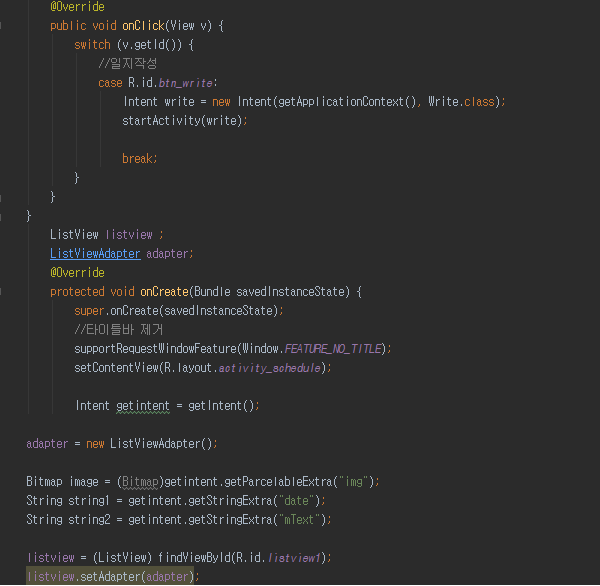 @Override
public void onClick(View v) {
switch (v.getId()) {
//일지작성
case R.id.btn_write:
Intent write = new Intent(getApplicationContext(), Write.class);
startActivity(write);
break;
}
}
}
ListView listview ;
ListViewAdapter adapter;
@Override
protected void onCreate(Bundle savedInstanceState) {
super.onCreate(savedInstanceState);
//타이틀바 제거
supportRequestWindowFeature(Window.FEATURE_NO_TITLE);
setContentView(R.layout.activity_schedule);
Intent getintent = getIntent();
adapter = new ListViewAdapter();
Bitmap image = (Bitmap)getintent.getParcelableExtra("img");
String string1 = getintent.getStringExtra("date");
String string2 = getintent.getStringExtra("mText");
listview = (ListView) findViewById(R.id.listview1);
listview.setAdapter(adapter);